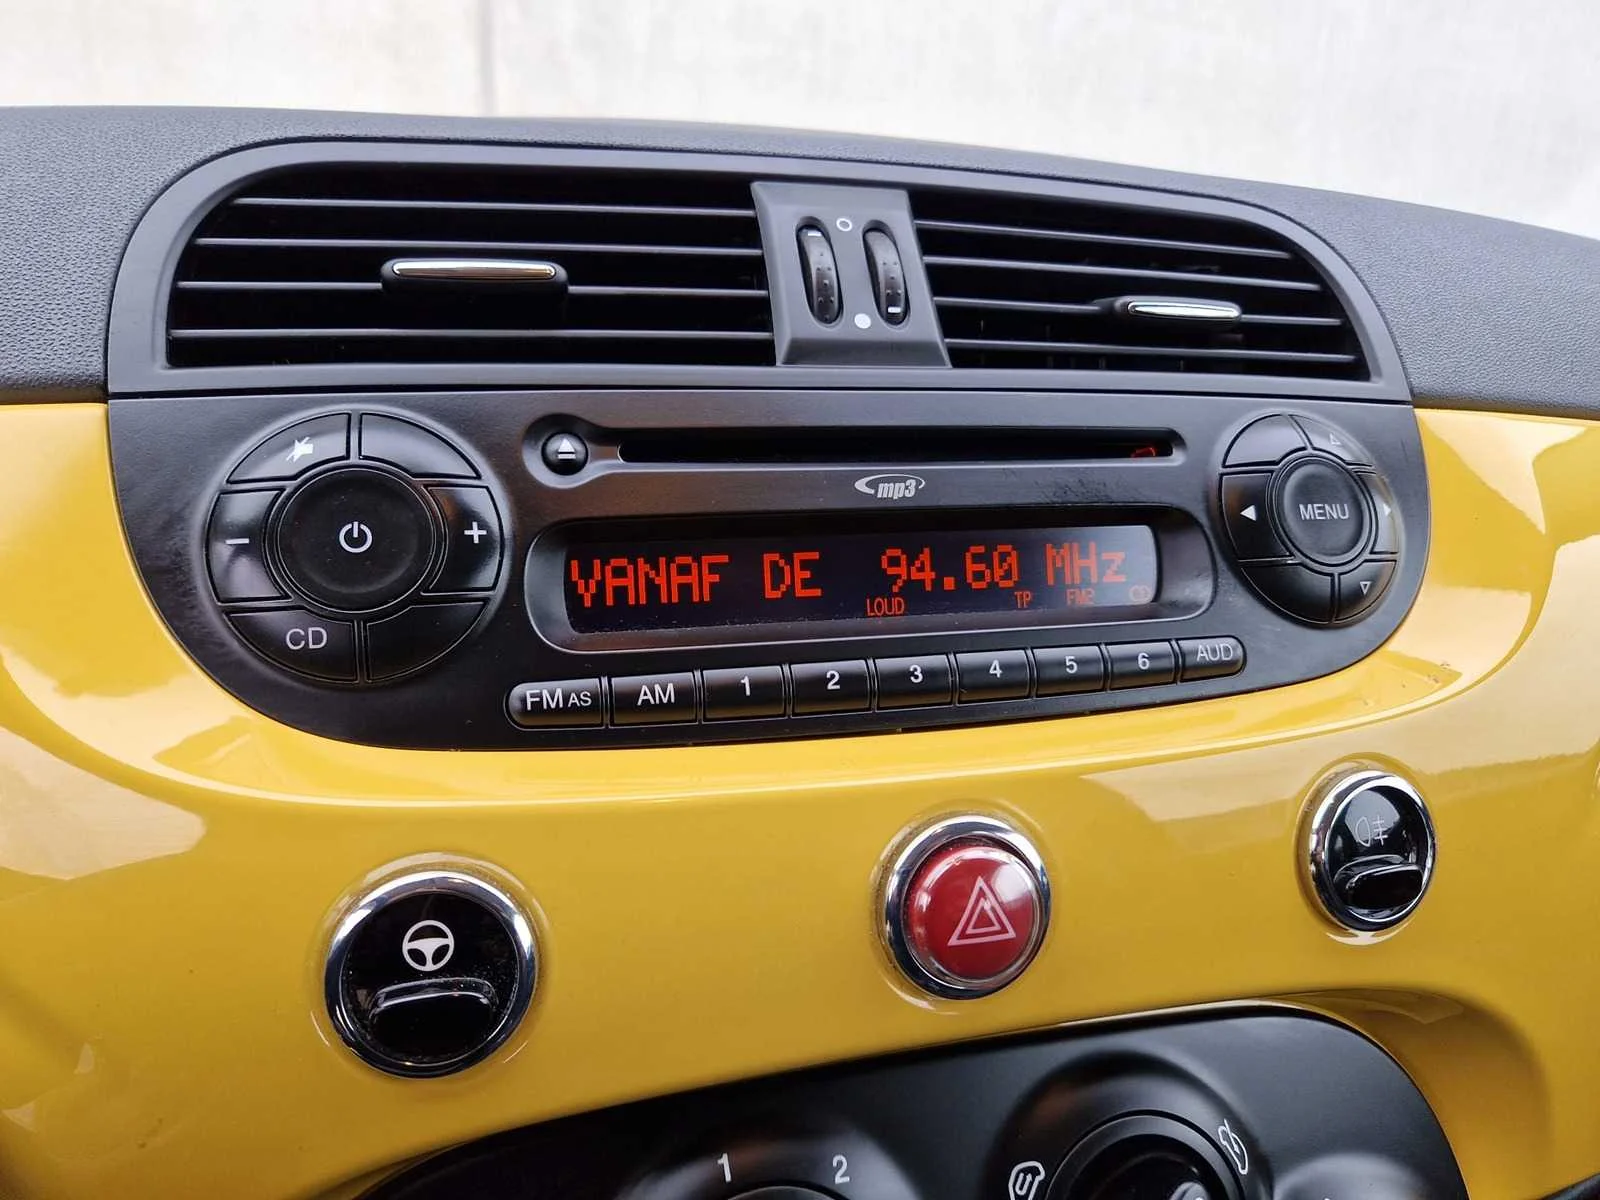 mp3
VANAF DE 94.60 MHz
LOUD TP FM2 CD
MENU
CD
FM AS AM 1 2 3 4 5 6 AUD
1 2